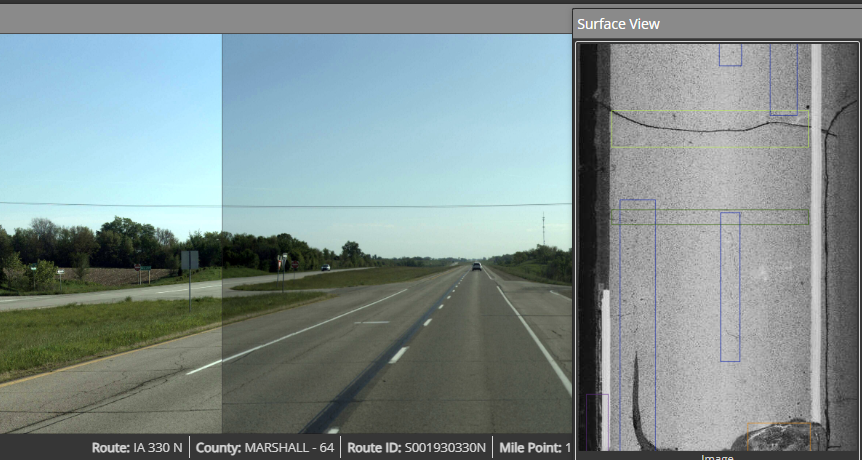 Surface View
Route: IA 330 N County: MARSHALL - 64 Route ID: S001930330N Mile Point: 1
Image